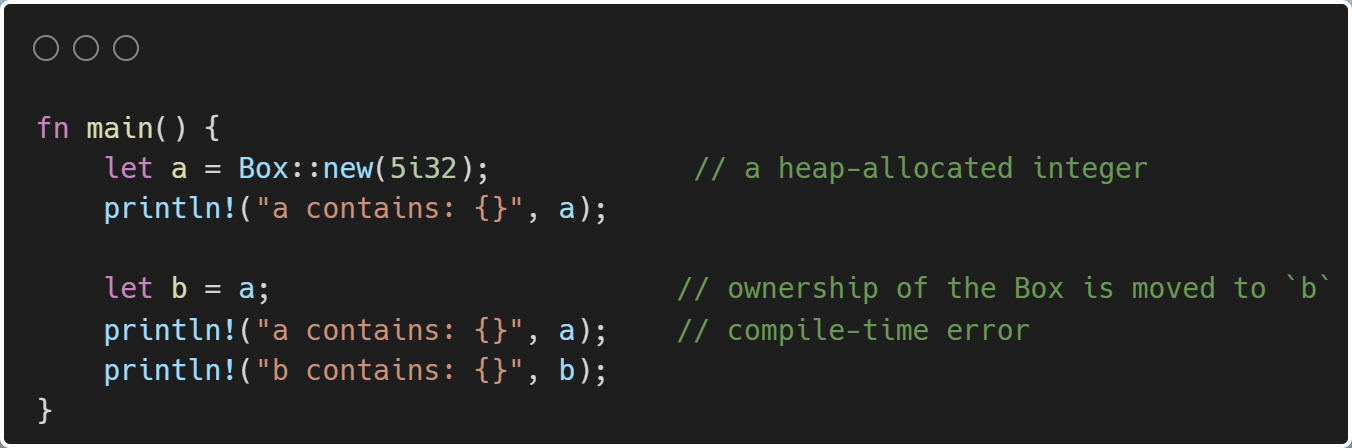 fn main() {
    let a = Box::new(5i32);            // a heap-allocated integer
    println!("a contains: {}", a);
    let b = a;                        // ownership of the Box is moved to `b`
    println!("a contains: {}", a);    // compile-time error
    println!("b contains: {}", b);
}